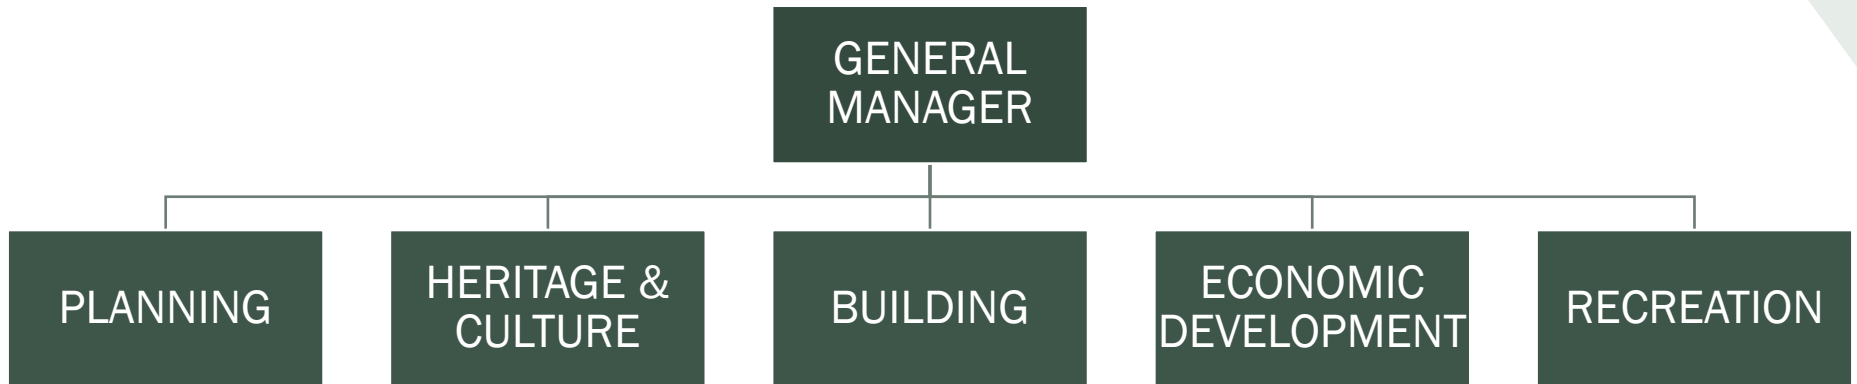 GENERAL
MANAGER
PLANNING
HERITAGE &
CULTURE
BUILDING
ECONOMIC
DEVELOPMENT
RECREATION